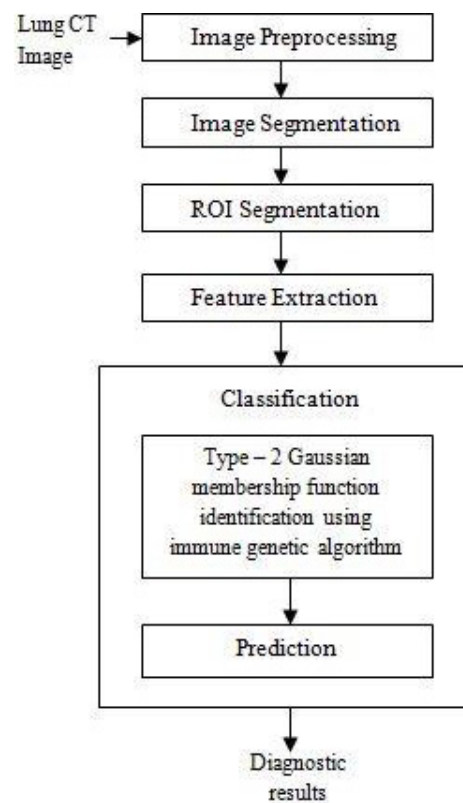 Lung CT
Image
Image Preprocessing
Image Segmentation
ROI Segmentation
Feature Extraction
Classification
Type – 2 Gaussian
membership function
identification using
immune genetic algorithm
Prediction
Diagnostic
results